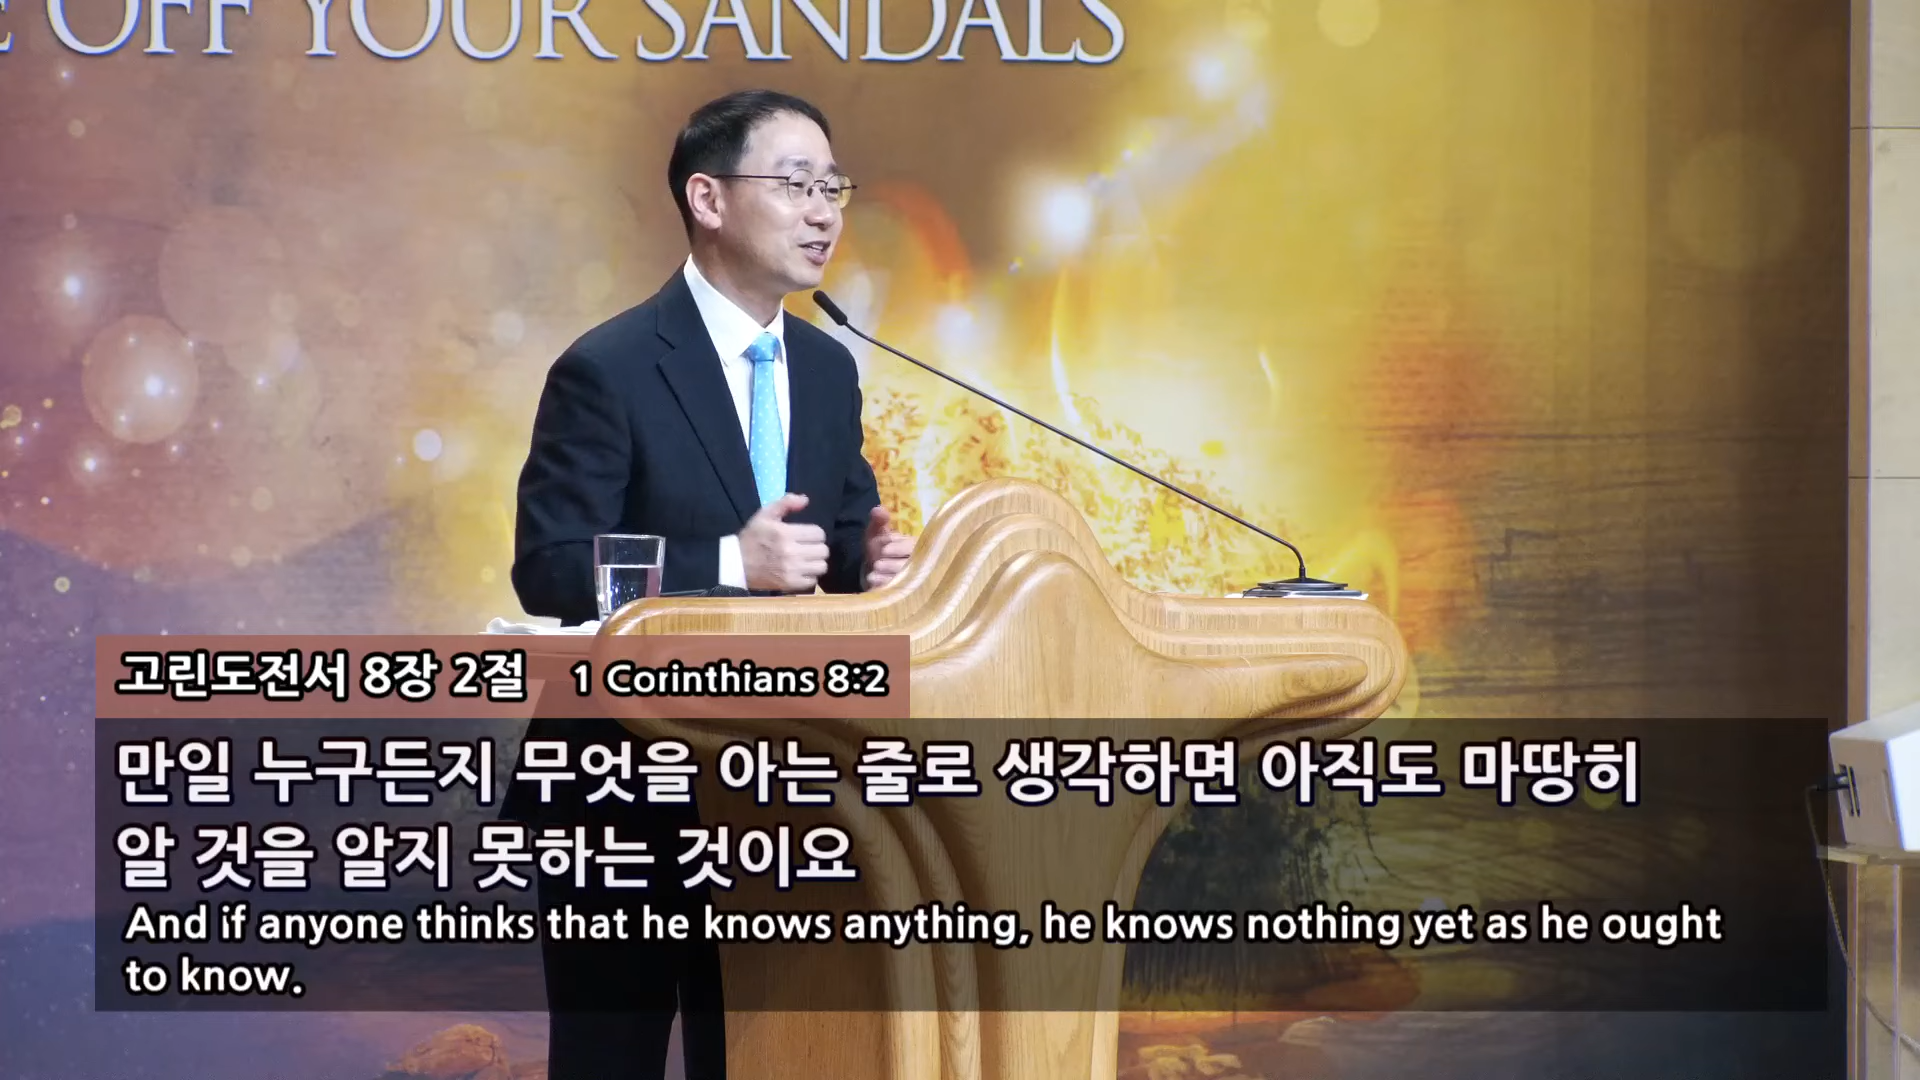 E OFF YOUR SANDALS
고린도전서 8장 2절 1 Corinthians 8:2
만일 누구든지 무엇을 아는 줄로 생각하면 아직도 마땅히
알 것을 알지 못하는 것이요
And if anyone thinks that he knows anything, he knows nothing yet as he ought
to know.